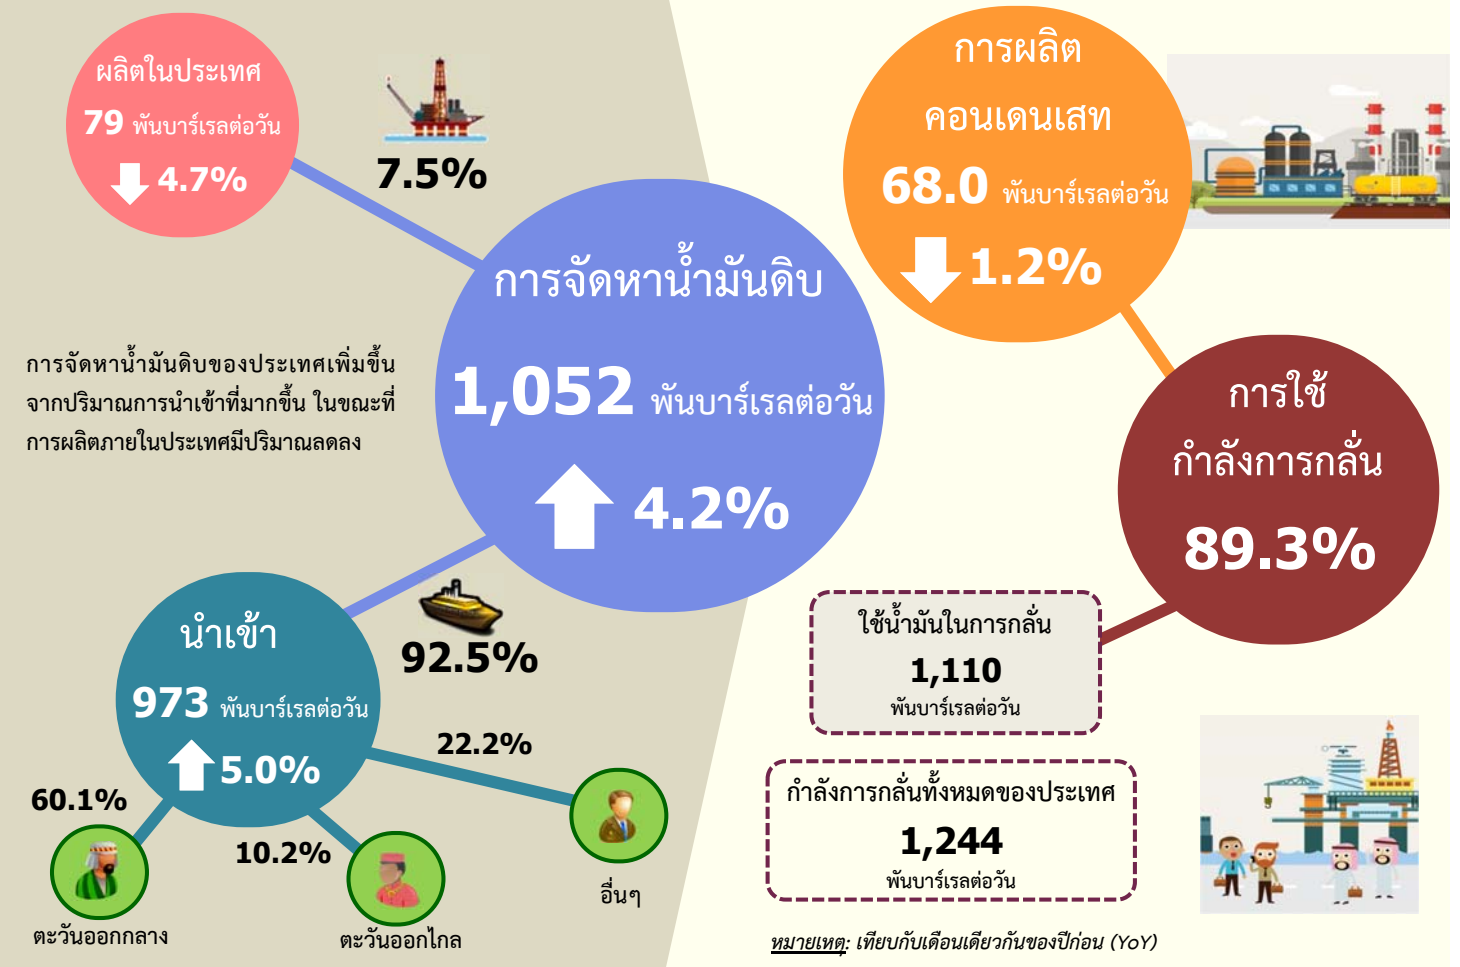 ผลิตในประเทศ
79 พันบาร์เรลต่อวัน
4.7%
7.5%
การจัดหาน้ำมันดิบ
1,052 พันบาร์เรลต่อวัน
4.2%
การจัดหาน้ำมันดิบของประเทศเพิ่มขึ้น
จากปริมาณการนำเข้าที่มากขึ้น ในขณะที่
การผลิตภายในประเทศมีปริมาณลดลง
92.5%
นำเข้า
973 พันบาร์เรลต่อวัน
5.0%
60.1%
ตะวันออกกลาง
10.2%
ตะวันออกไกล
22.2%
อื่นๆ
การผลิต
คอนเดนเสท
68.0 พันบาร์เรลต่อวัน
1.2%
การใช้
กำลังการกลั่น
89.3%
ใช้น้ำมันในการกลั่น
1,110
พันบาร์เรลต่อวัน
กำลังการกลั่นทั้งหมดของประเทศ
1,244
พันบาร์เรลต่อวัน
หมายเหตุ: เทียบกับเดือนเดียวกันของปีก่อน (YoY)